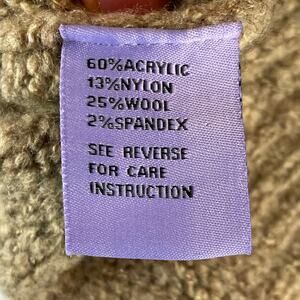 60%ACRYLIC
13%NYLON
25%WOOL
2%SPANDEX
SEE REVERSE
FOR CARE
INSTRUCTION